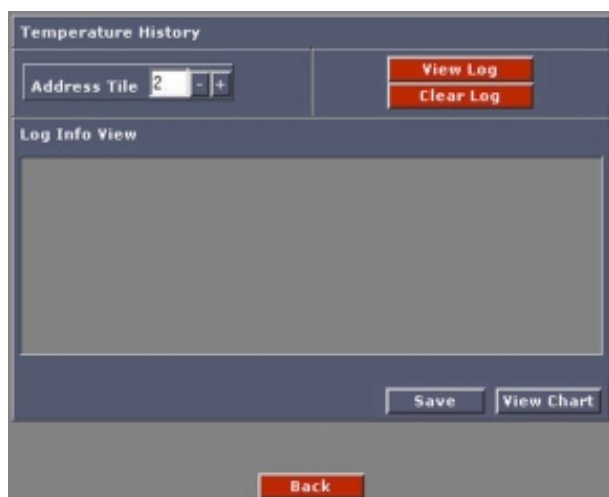 Temperature History
Address Tile 2 - +
View Log
Clear Log
Log Info View
Save View Chart
Back